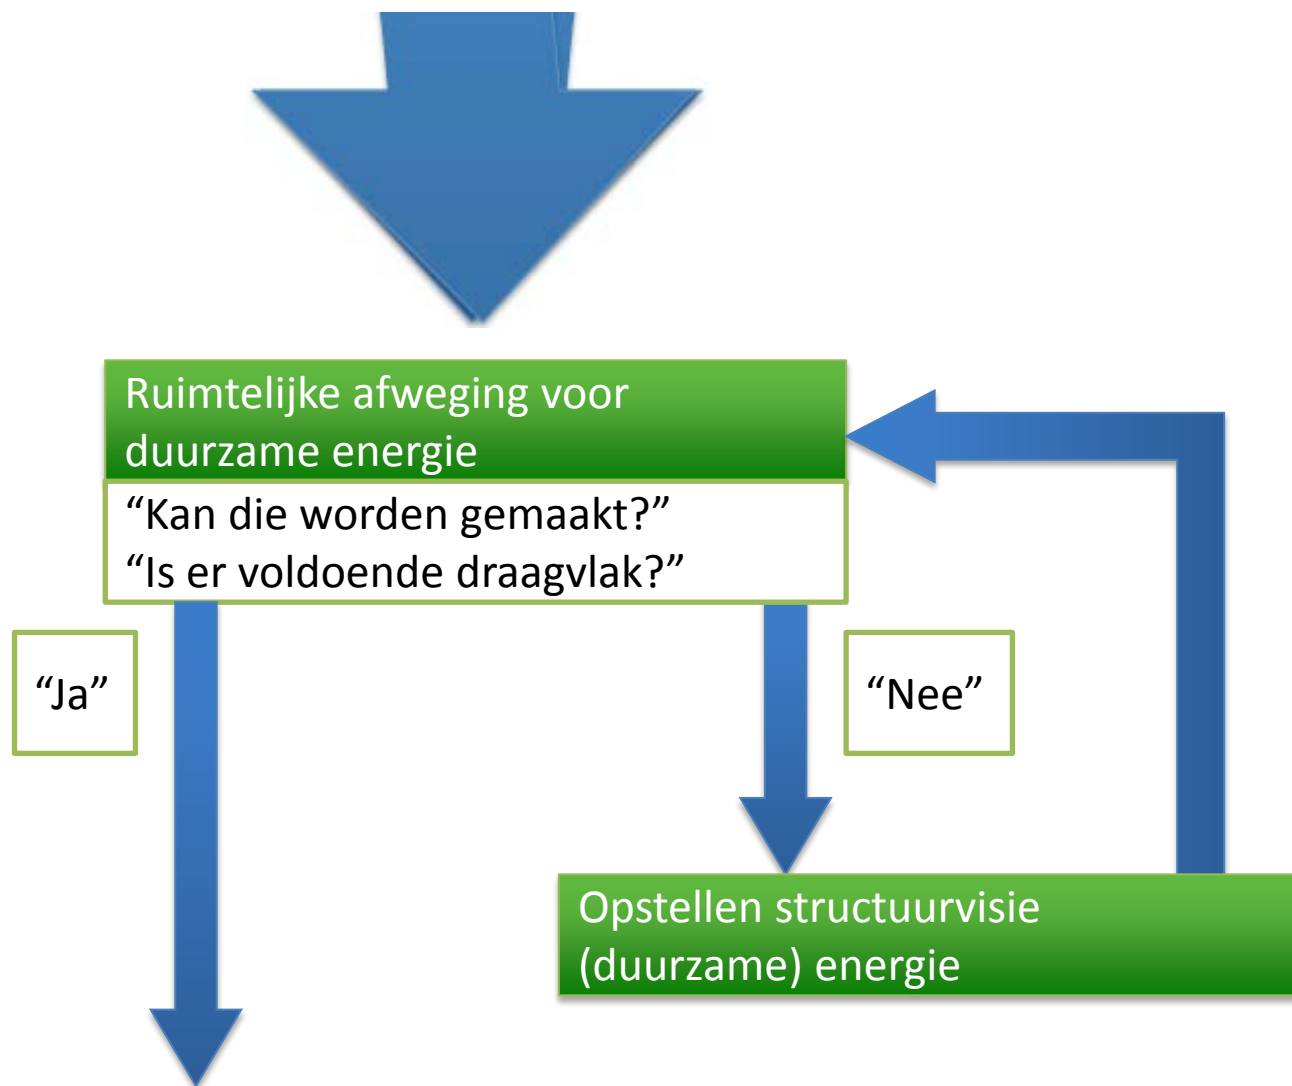 Ruimtelijke afweging voor
duurzame energie
“Kan die worden gemaakt?”
“Is er voldoende draagvlak?”
“Ja”
“Nee”
Opstellen structuurvisie
(duurzame) energie